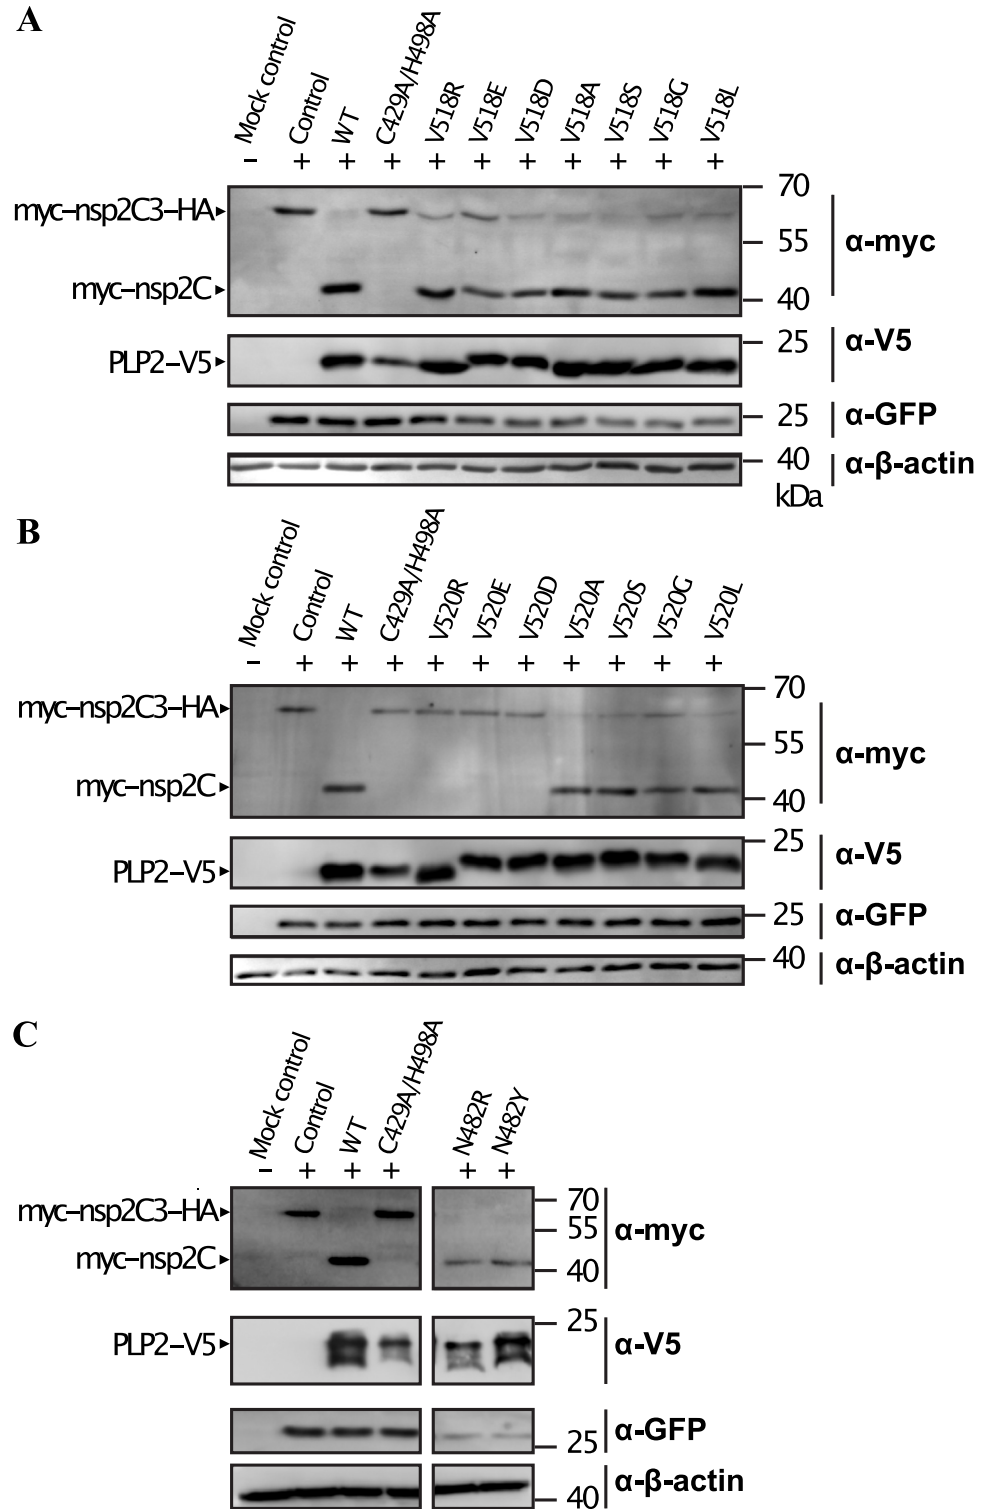 A
Mock control
Control
WT
C429A/H498A
V518R
V518E
V518D
V518A
V518S
V518G
V518L
– + + + + + + + + + +
myc–nsp2C3–HA
70
55
α-myc
myc–nsp2C
40
PLP2–V5
25
α-V5
25
α-GFP
40
α-β-actin
kDa
B
Mock control
Control
WT
C429A/H498A
V520R
V520E
V520D
V520A
V520S
V520G
V520L
– + + + + + + + + + +
myc–nsp2C3–HA
70
55
α-myc
myc–nsp2C
40
PLP2–V5
25
α-V5
25
α-GFP
40
α-β-actin
C
Mock control
Control
WT
C429A/H498A
N482R
N482Y
– + + + + +
myc–nsp2C3–HA
70
55
α-myc
myc–nsp2C
40
PLP2–V5
25
α-V5
α-GFP
25
α-β-actin
40